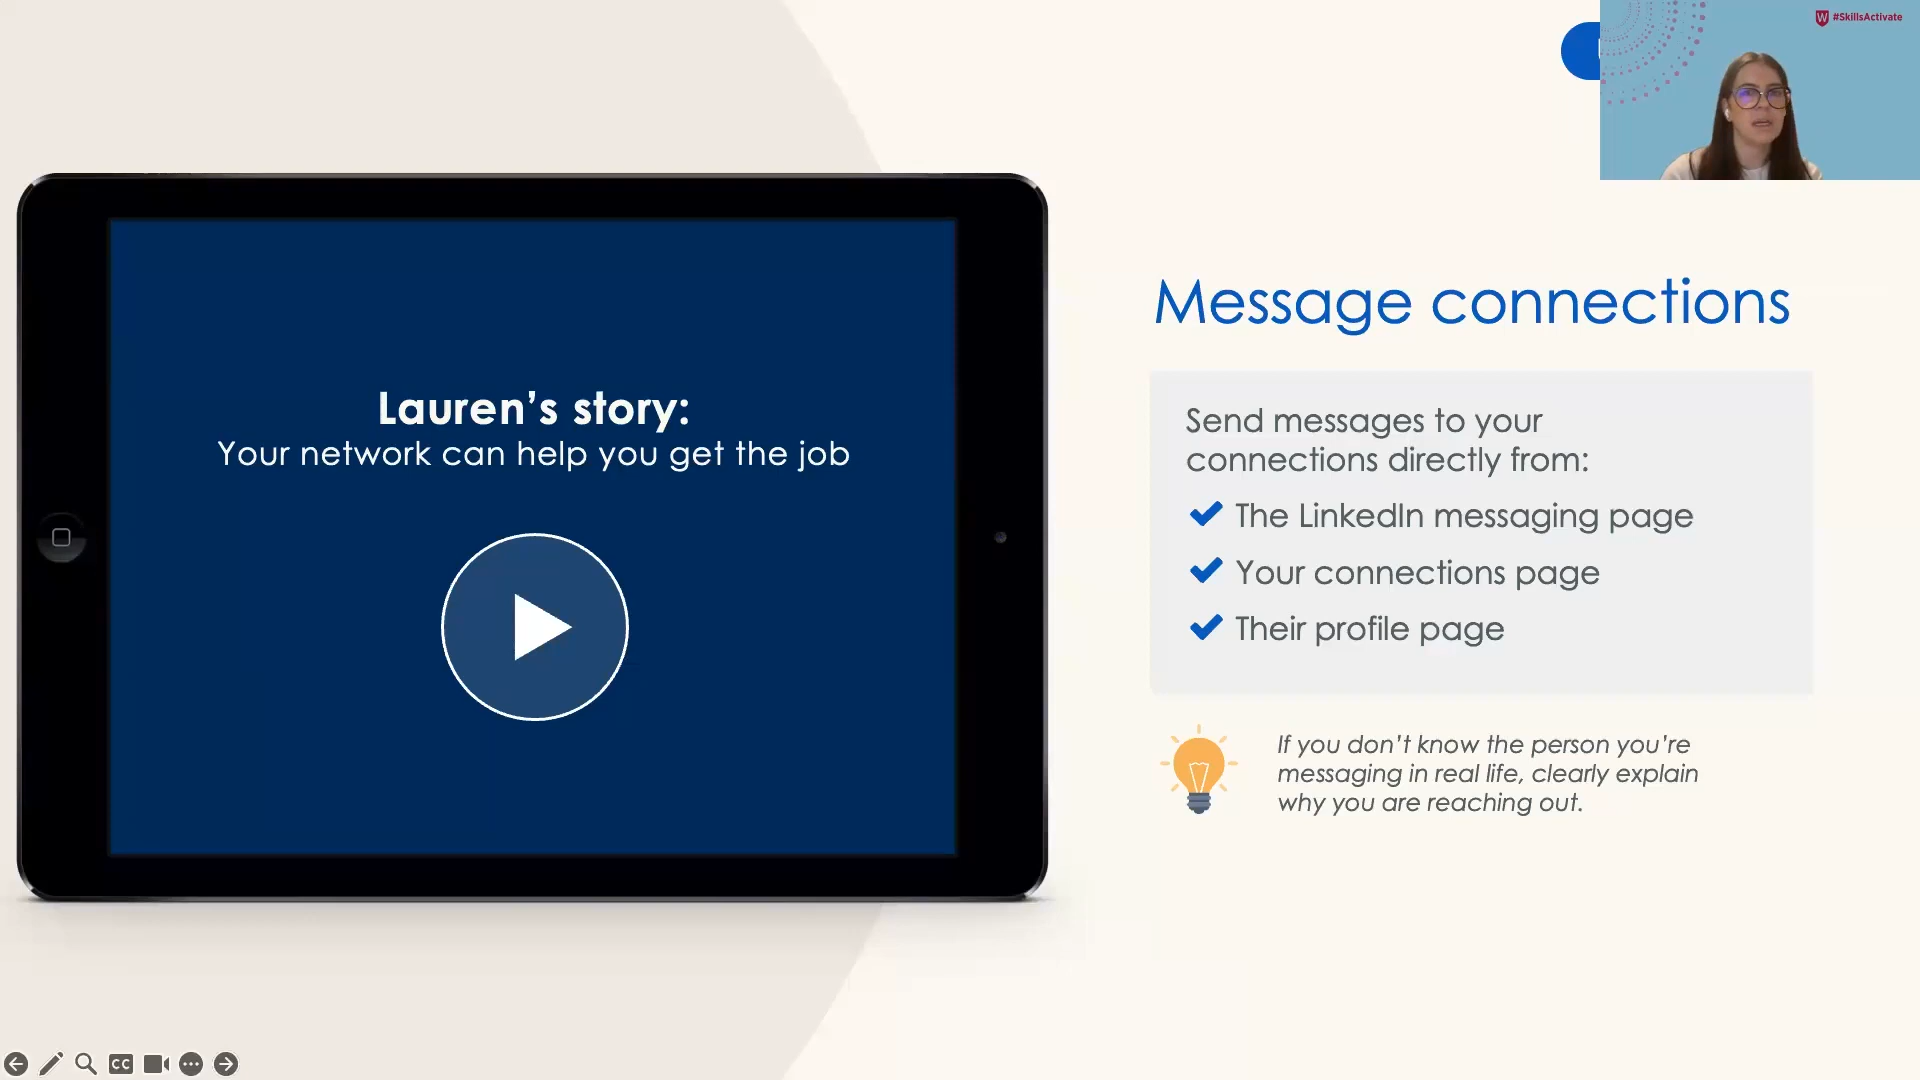 #SkillsActivate
Message connections
Lauren's story:
Your network can help you get the job
Send messages to your
connections directly from:
The LinkedIn messaging page
Your connections page
Their profile page
If you don't know the person you're
messaging in real life, clearly explain
why you are reaching out.
CC